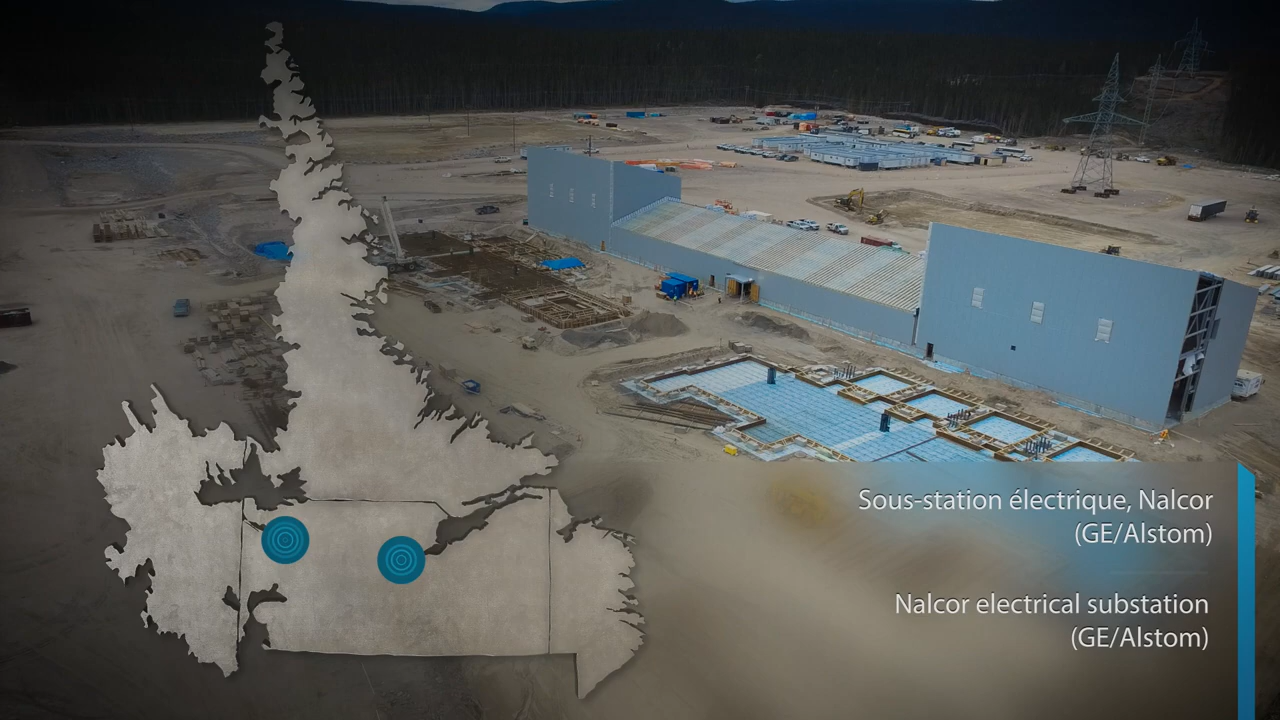 Sous-station électrique, Nalcor
(GE/Alstom)
Nalcor electrical substation
(GE/Alstom)